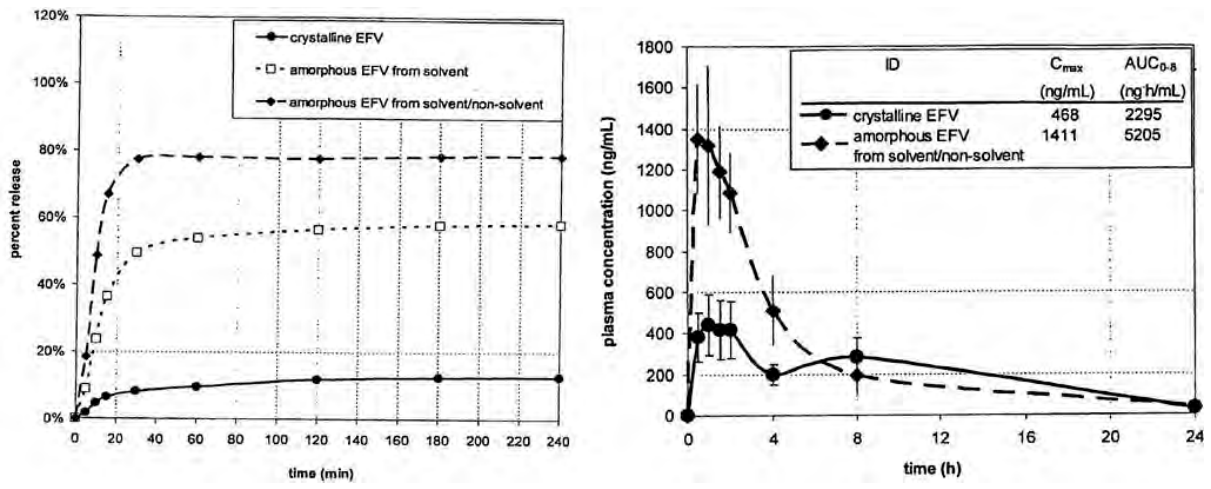 120%
100%
80%
60%
40%
20%
0%
percent release
crystalline EFV
amorphous EFV from solvent
amorphous EFV from solvent/non-solvent
0 20 40 60 80 100 120 140 160 180 200 220 240
time (min)
1800
1600
1400
1200
1000
800
600
400
200
0
plasma concentration (ng/mL)
ID Cmax AUC0-8
(ng/mL) (ng·h/mL)
crystalline EFV 468 2295
amorphous EFV 1411 5205
from solvent/non-solvent
0 4 8 12 16 20 24
time (h)